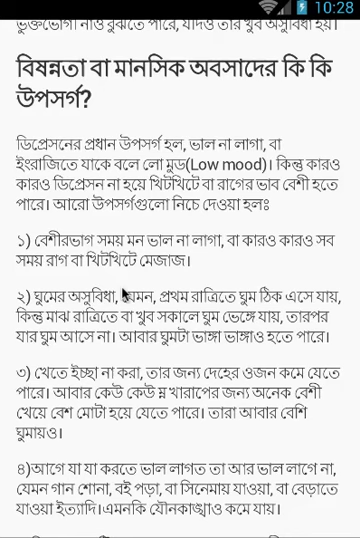 10:28
ভুক্তভোগী নাও বুঝতে পারে, যদিও তার খুব অসুবিধা হয়।
বিষন্নতা বা মানসিক অবসাদের কি কি
উপসর্গ?
ডিপ্রেসনের প্রধান উপসর্গ হল, ভাল না লাগা, বা
ইংরাজিতে যাকে বলে লো মুড(Low mood)। কিন্তু কারও
কারও ডিপ্রেসন না হয়ে খিটখিটে বা রাগের ভাব বেশী হতে
পারে। আরো উপসর্গগুলো নিচে দেওয়া হলঃ
১) বেশীরভাগ সময় মন ভাল না লাগা, বা কারও কারও সব
সময় রাগ বা খিটখিটে মেজাজ।
২) ঘুমের অসুবিধা, যেমন, প্রথম রাত্রিতে ঘুম ঠিক এসে যায়,
কিন্তু মাঝ রাত্রিতে বা খুব সকালে ঘুম ভেঙ্গে যায়, তারপর
যার ঘুম আসে না। আবার ঘুমটা ভাঙ্গা ভাঙ্গাও হতে পারে।
৩) খেতে ইচ্ছা না করা, তার জন্য দেহের ওজন কমে যেতে
পারে। আবার কেউ কেউ ম্ন খারাপের জন্য অনেক বেশী
খেয়ে বেশ মোটা হয়ে যেতে পারে। তারা আবার বেশি
ঘুমায়ও।
৪)আগে যা যা করতে ভাল লাগত তা আর ভাল লাগে না,
যেমন গান শোনা, বই পড়া, বা সিনেমায় যাওয়া, বা বেড়াতে
যাওয়া ইত্যাদি।এমনকি যৌনকাঙ্খাও কমে যায়।